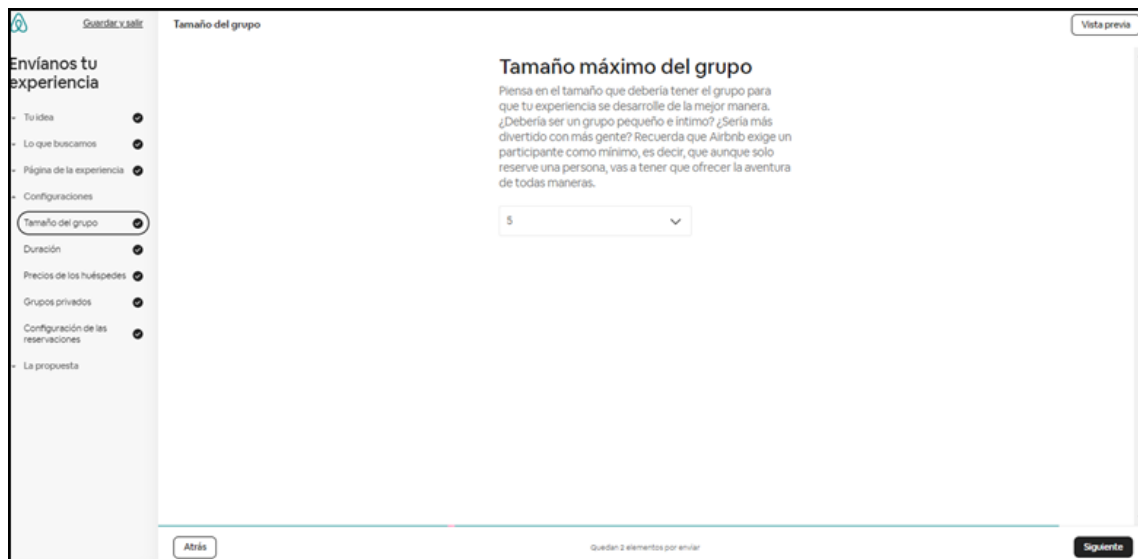 Guardar y salir
Tamaño del grupo
Vista previa
Envíanos tu
experiencia
Tu idea
Lo que buscamos
Página de la experiencia
Configuraciones
Tamaño del grupo
Duración
Precios de los huéspedes
Grupos privados
Configuración de las
reservaciones
La propuesta
Tamaño máximo del grupo
Piensa en el tamaño que debería tener el grupo para
que tu experiencia se desarrolle de la mejor manera.
¿Debería ser un grupo pequeño e íntimo? ¿Sería más
divertido con más gente? Recuerda que Airbnb exige un
participante como mínimo, es decir, que aunque solo
reserve una persona, vas a tener que ofrecer la aventura
de todas maneras.
5
Atrás
Quedan 2 elementos por enviar
Siguiente